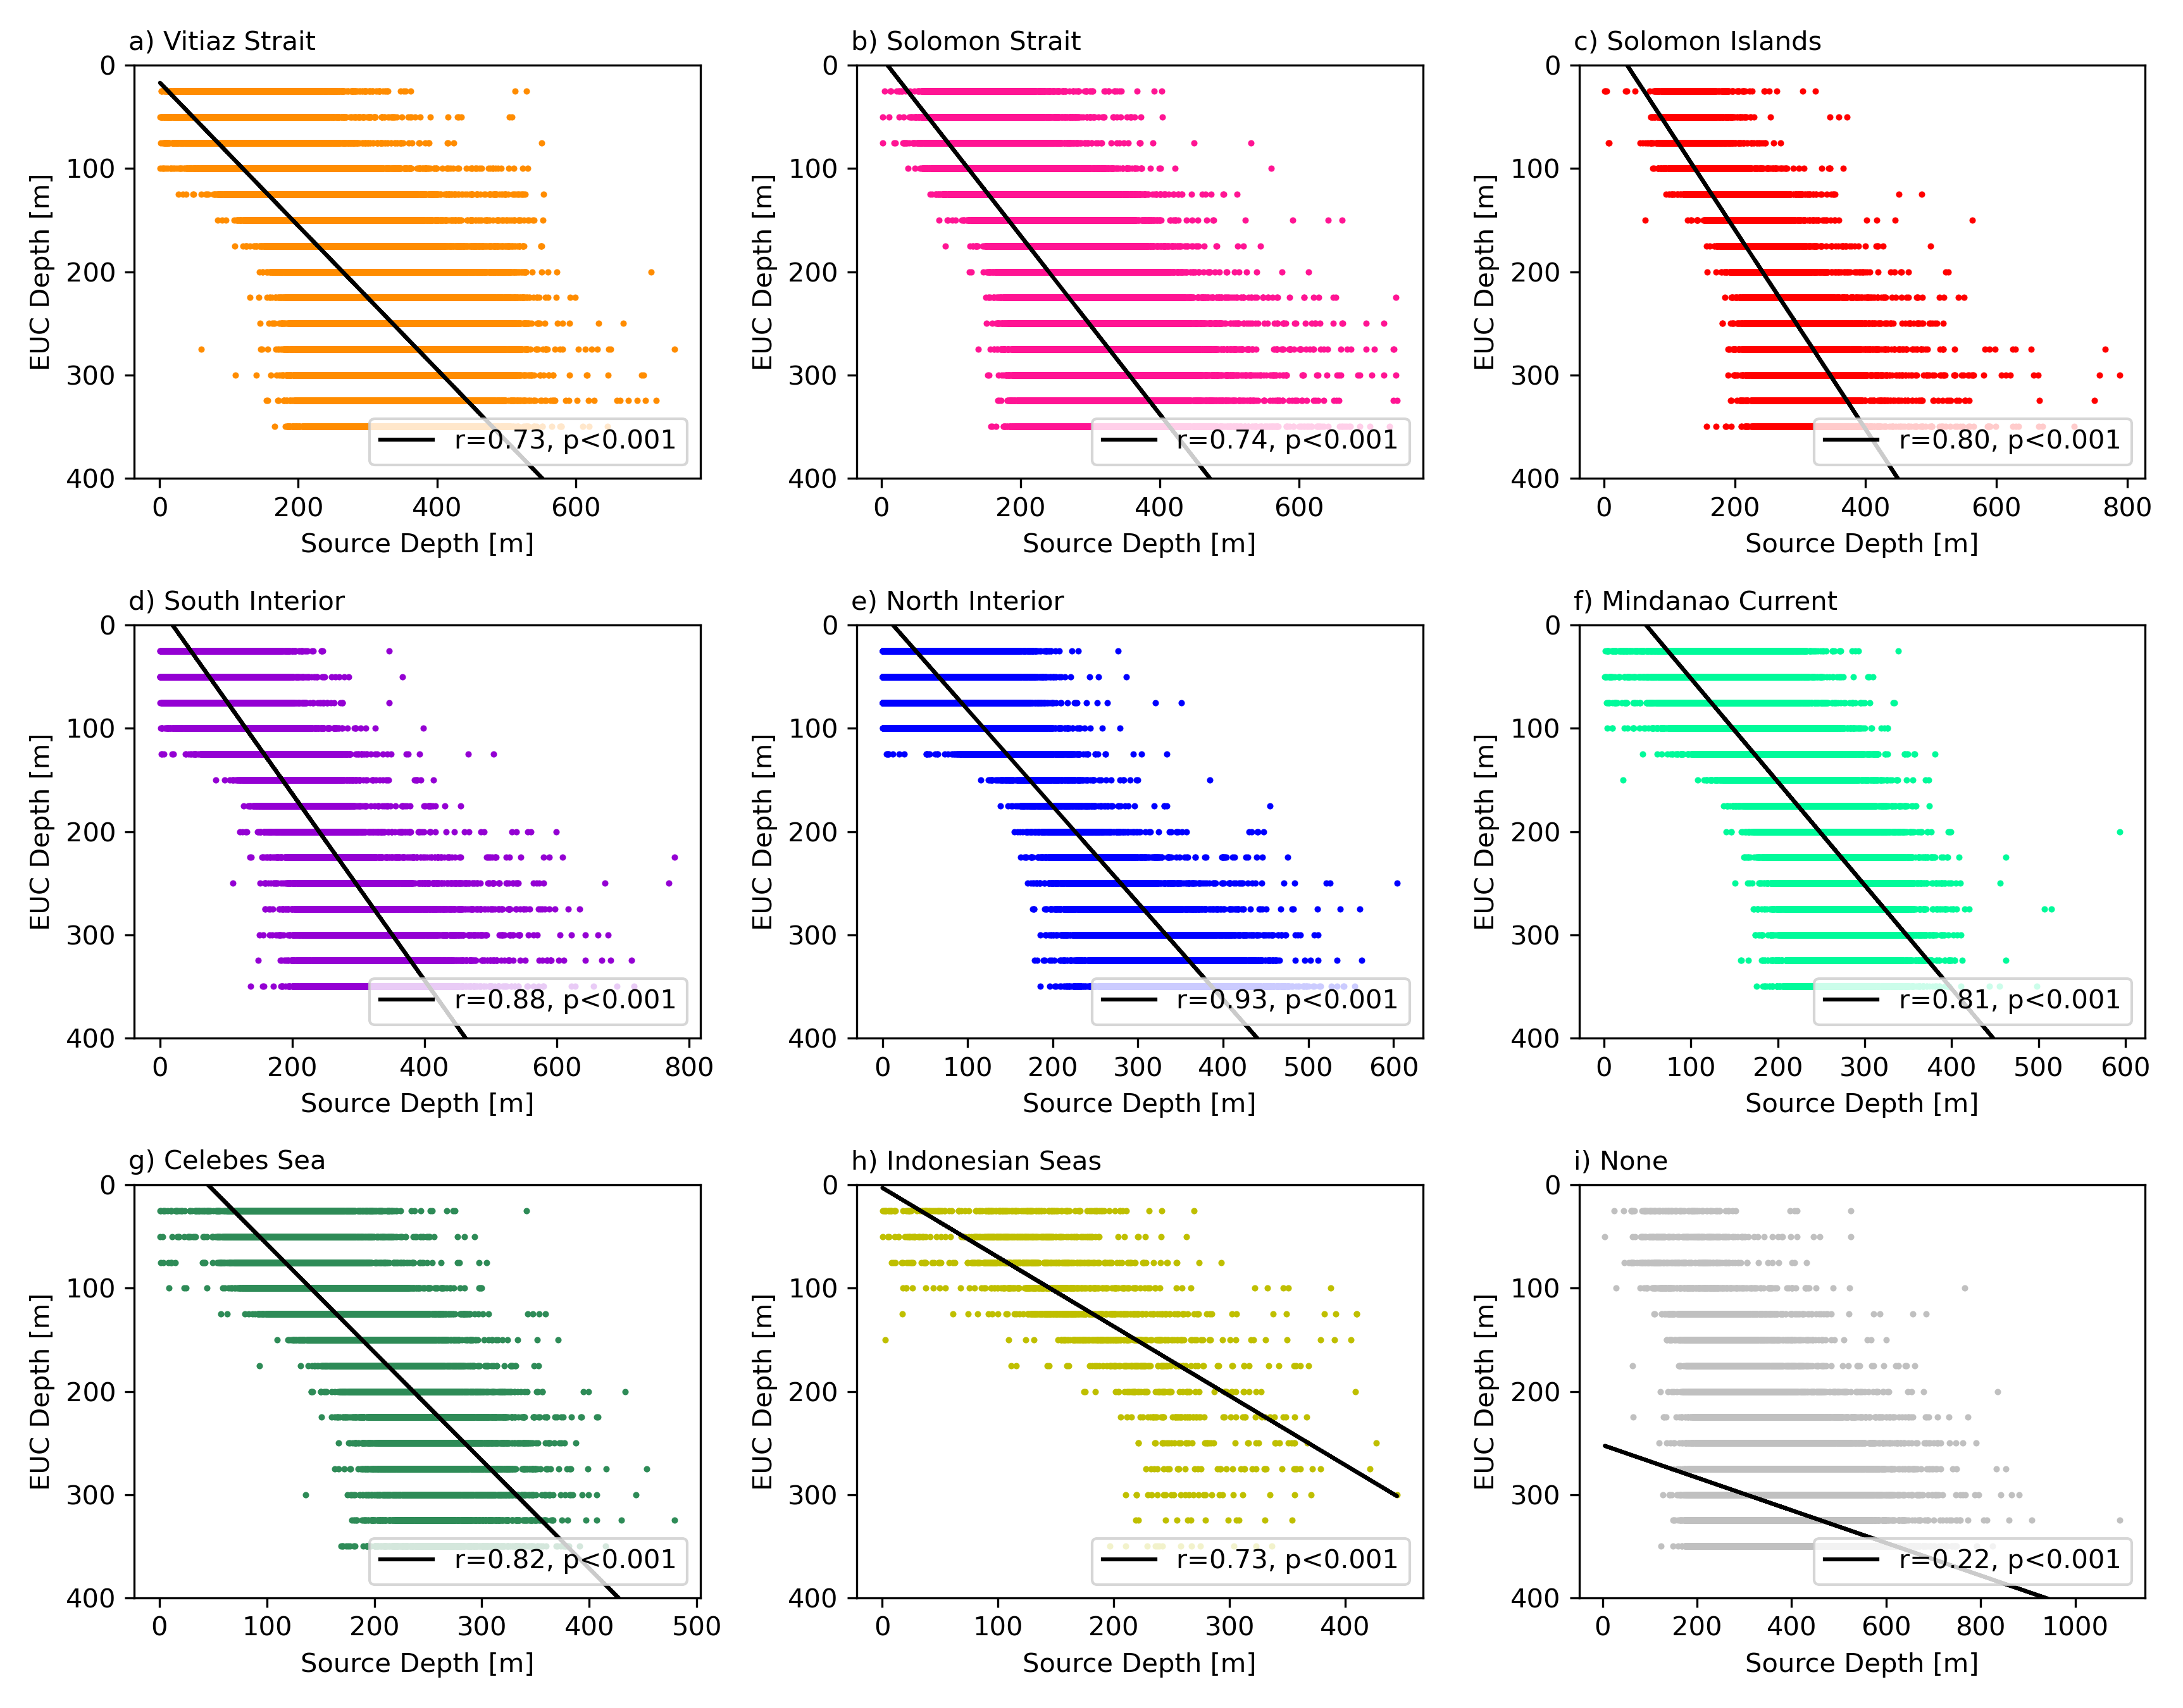 a) Vitiaz Strait
0
100
200
300
400
EUC Depth [m]
r=0.73, p<0.001
0 200 400 600
Source Depth [m]
b) Solomon Strait
0
100
200
300
400
EUC Depth [m]
r=0.74, p<0.001
0 200 400 600
Source Depth [m]
c) Solomon Islands
0
100
200
300
400
EUC Depth [m]
r=0.80, p<0.001
0 200 400 600 800
Source Depth [m]
d) South Interior
0
100
200
300
400
EUC Depth [m]
r=0.88, p<0.001
0 200 400 600 800
Source Depth [m]
e) North Interior
0
100
200
300
400
EUC Depth [m]
r=0.93, p<0.001
0 100 200 300 400 500 600
Source Depth [m]
f) Mindanao Current
0
100
200
300
400
EUC Depth [m]
r=0.81, p<0.001
0 100 200 300 400 500 600
Source Depth [m]
g) Celebes Sea
0
100
200
300
400
EUC Depth [m]
r=0.82, p<0.001
0 100 200 300 400 500
Source Depth [m]
h) Indonesian Seas
0
100
200
300
400
EUC Depth [m]
r=0.73, p<0.001
0 100 200 300 400
Source Depth [m]
i) None
0
100
200
300
400
EUC Depth [m]
r=0.22, p<0.001
0 200 400 600 800 1000
Source Depth [m]